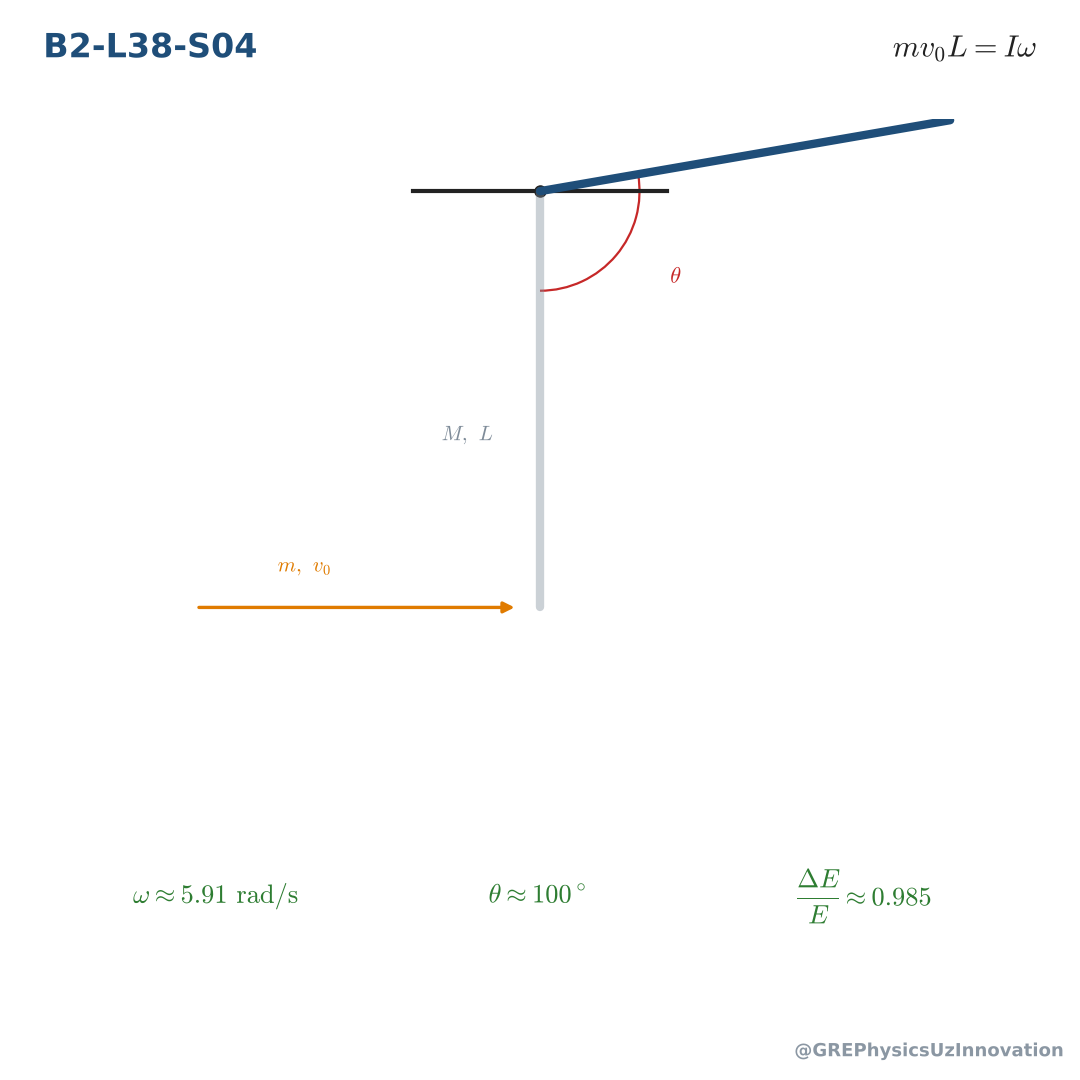 B2-L38-S04
mv₀L = Iω
θ
M, L
m, v₀
ω ≈ 5.91 rad/s
θ ≈ 100°
ΔE/E ≈ 0.985
@GREPhysicsUzInnovation